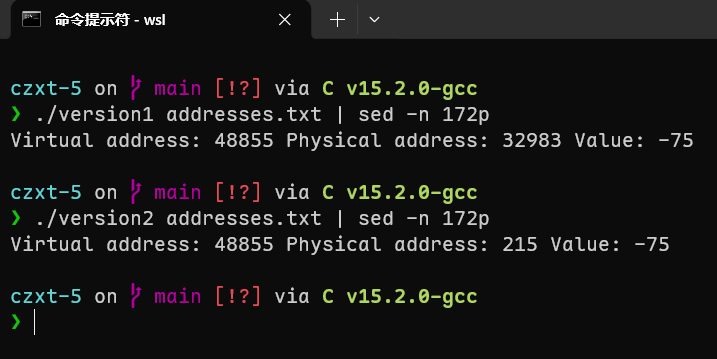 命令提示符 - wsl
czxt-5 on main [!?] via C v15.2.0-gcc
❯ ./version1 addresses.txt | sed -n 172p
Virtual address: 48855 Physical address: 32983 Value: -75
czxt-5 on main [!?] via C v15.2.0-gcc
❯ ./version2 addresses.txt | sed -n 172p
Virtual address: 48855 Physical address: 215 Value: -75
czxt-5 on main [!?] via C v15.2.0-gcc
❯